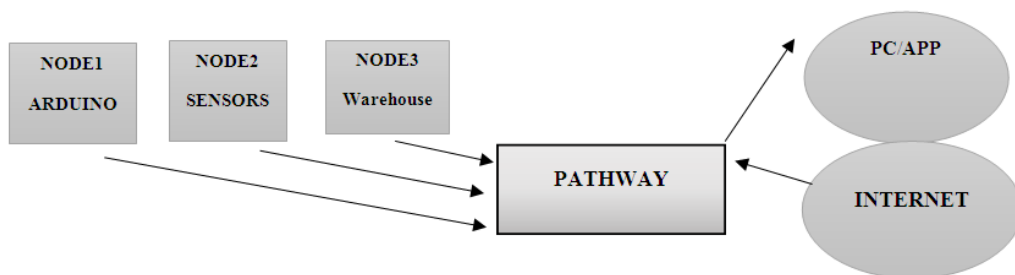 NODE1
ARDUINO
NODE2
SENSORS
NODE3
Warehouse
PATHWAY
PC/APP
INTERNET